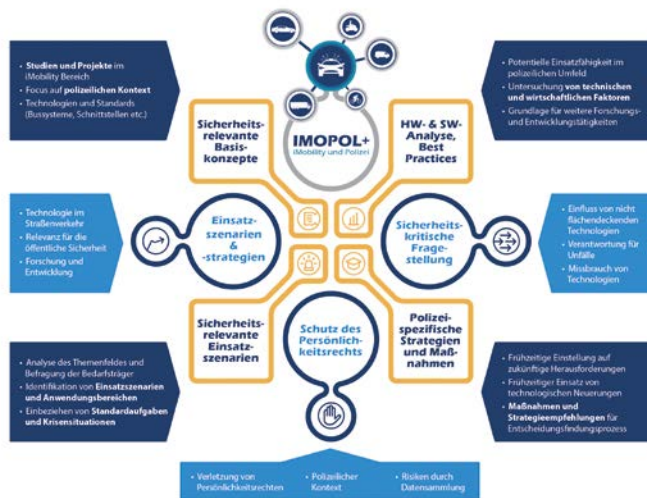 • Studien und Projekte im
iMobility Bereich
• Focus auf polizeilichen Kontext
• Technologien und Standards
(Bussysteme, Schnittstellen etc.)
Sicherheits-
relevante
Basis-
konzepte
IMOPOL+
iMobility und Polizei
HW- & SW-
Analyse,
Best
Practices
• Potentielle Einsatzfähigkeit im
polizeilichen Umfeld
• Untersuchung von technischen
und wirtschaftlichen Faktoren
• Grundlage für weitere Forschungs-
und Entwicklungstätigkeiten
• Technologie im
Straßenverkehr
• Relevanz für die
öffentliche Sicherheit
• Forschung und
Entwicklung
Einsatz-
szenarien
&
-strategien
Sicherheits-
kritische
Frage-
stellung
• Einfluss von nicht
flächendeckenden
Technologien
• Verantwortung für
Unfälle
• Missbrauch von
Technologien
• Analyse des Themenfeldes und
Befragung der Bedarfsträger
• Identifikation von Einsatzszenarien
und Anwendungsbereichen
• Einbeziehen von Standardaufgaben
und Krisensituationen
Sicherheits-
relevante
Einsatz-
szenarien
Schutz des
Persönlich-
keitsrechts
Polizei-
spezifische
Strategien
und Maß-
nahmen
• Frühzeitige Einstellung auf
zukünftige Herausforderungen
• Frühzeitiger Einsatz von
technologischen Neuerungen
• Maßnahmen und
Strategieempfehlungen für
Entscheidungsfindungsprozess
• Verletzung von
Persönlichkeitsrechten
• Polizeilicher
Kontext
• Risiken durch
Datensammlung